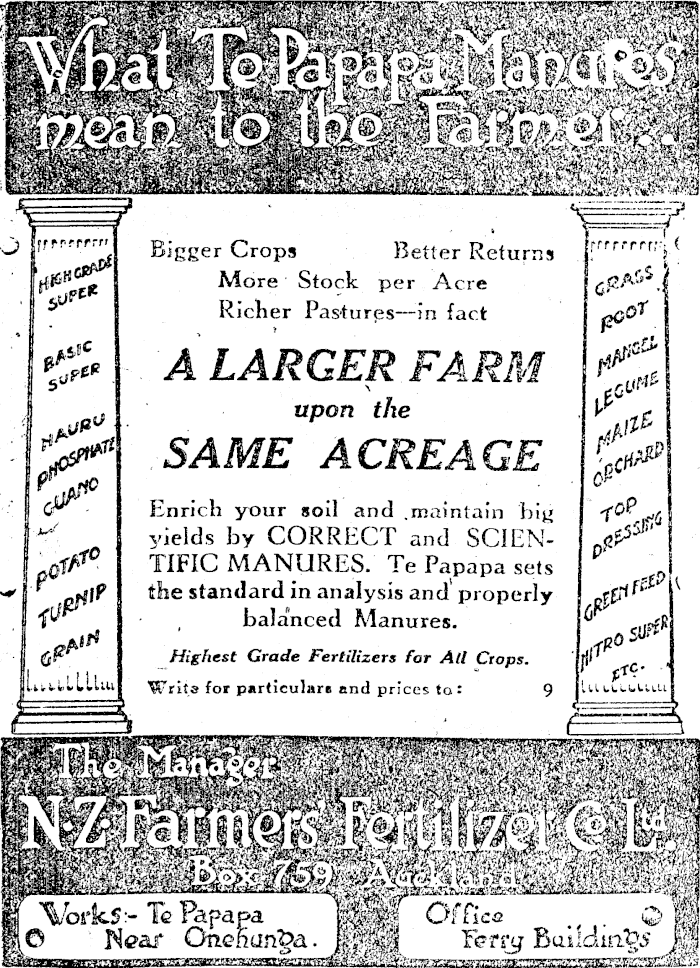 What Te Papapa Manures
mean to the Farmer..
HIGH GRADE
SUPER
BASIC
SUPER
NAURU
PHOSPHATE
GUANO
POTATO
TURNIP
GRAIN
Bigger Crops Better Returns
More Stock per Acre
Richer Pastures—in fact
A LARGER FARM
upon the
SAME ACREAGE
Enrich your soil and maintain big
yields by CORRECT and SCIEN-
TIFIC MANURES. Te Papapa sets
the standard in analysis and properly
balanced Manures.
Highest Grade Fertilizers for All Crops.
Write for particulars and prices to: 9
GRASS
ROOT
MANGEL
LEGUME
MAIZE
ORCHARD
TOP
DRESSING
GREEN FEED
NITRO SUPER
ETC.
The Manager
N.Z. Farmers' Fertilizer Co Ltd.
Box 759 Auckland
Works:- Te Papapa
Near Onehunga.
Office
Ferry Buildings